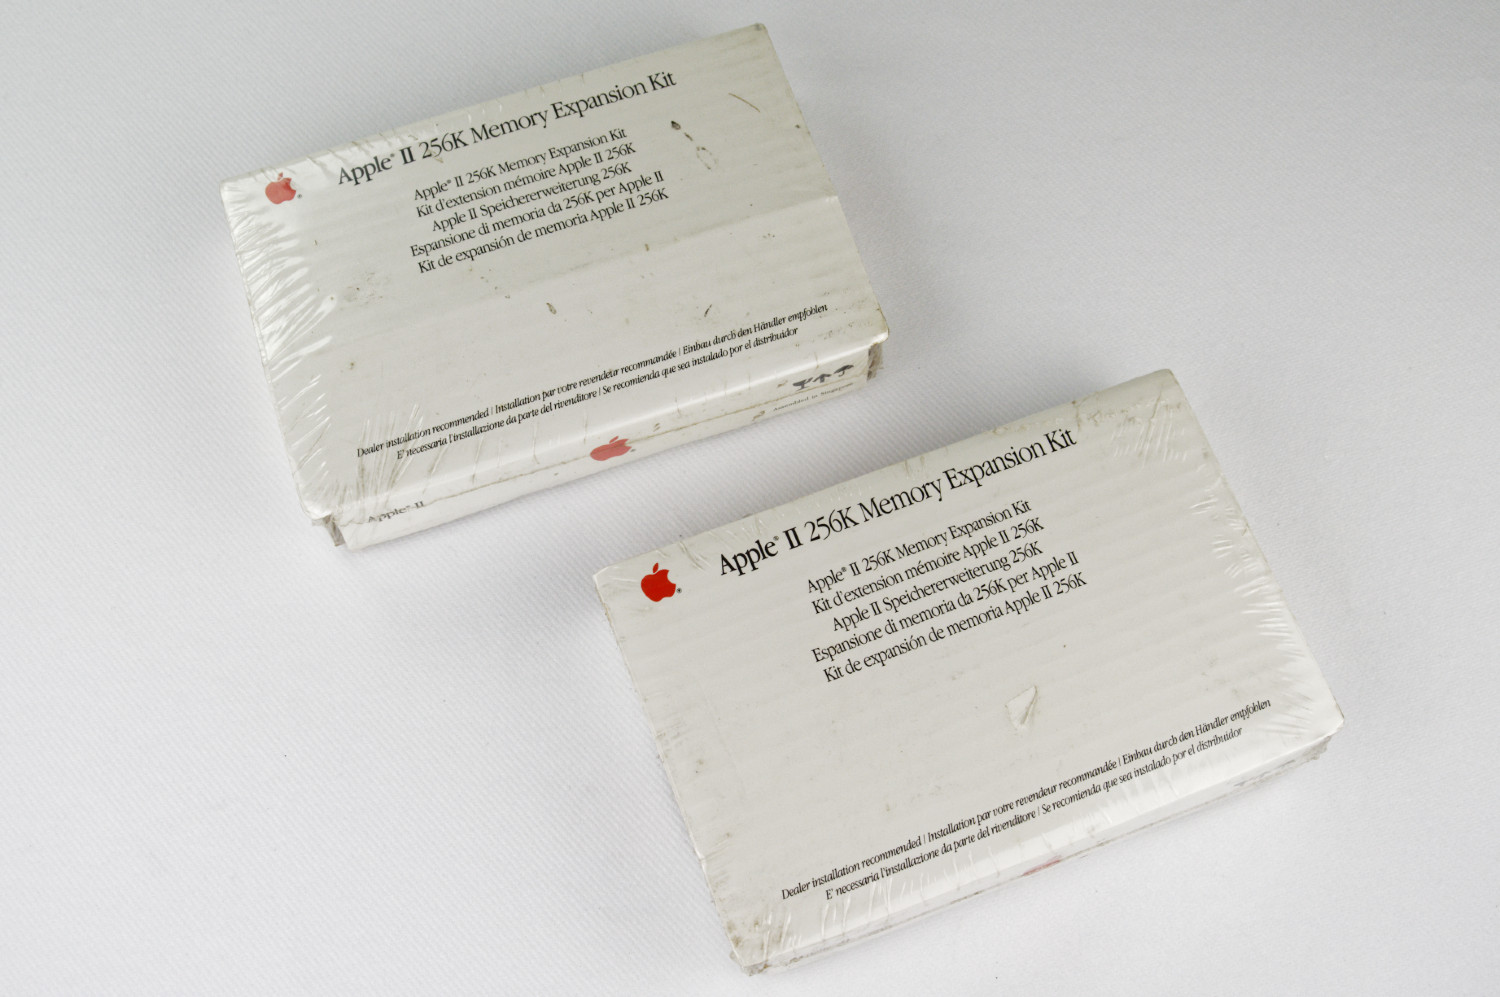 Apple® II 256K Memory Expansion Kit
Apple® II 256K Memory Expansion Kit
Kit d'extension mémoire Apple II 256K
Apple II Speichererweiterung 256K
Espansione di memoria da 256K per Apple II
Kit de expansión de memoria Apple II 256K
Dealer installation recommended | Installation par votre revendeur recommandée | Einbau durch den Händler empfohlen
E' necessaria l'installazione da parte del rivenditore | Se recomienda que sea instalado por el distribuidor
Assembled in Singapore
Apple® II
Apple® II 256K Memory Expansion Kit
Apple® II 256K Memory Expansion Kit
Kit d'extension mémoire Apple II 256K
Apple II Speichererweiterung 256K
Espansione di memoria da 256K per Apple II
Kit de expansión de memoria Apple II 256K
Dealer installation recommended | Installation par votre revendeur recommandée | Einbau durch den Händler empfohlen
E' necessaria l'installazione da parte del rivenditore | Se recomienda que sea instalado por el distribuidor